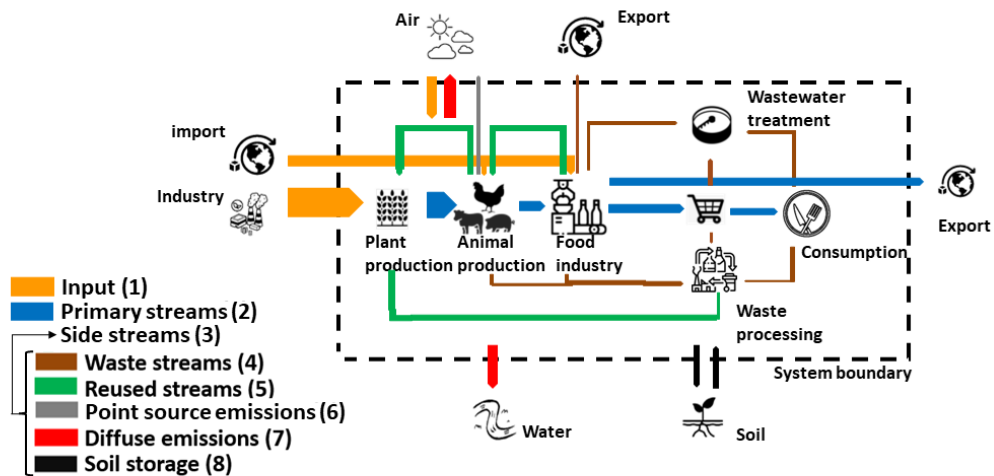 Air
Export
Wastewater
treatment
import
Industry
Plant
production
Animal
production
Food
industry
Consumption
Export
Waste
processing
System boundary
Water
Soil
Input (1)
Primary streams (2)
Side streams (3)
Waste streams (4)
Reused streams (5)
Point source emissions (6)
Diffuse emissions (7)
Soil storage (8)